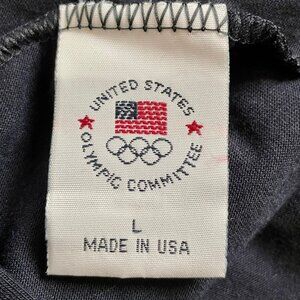 UNITED STATES
OLYMPIC COMMITTEE
L
MADE IN USA